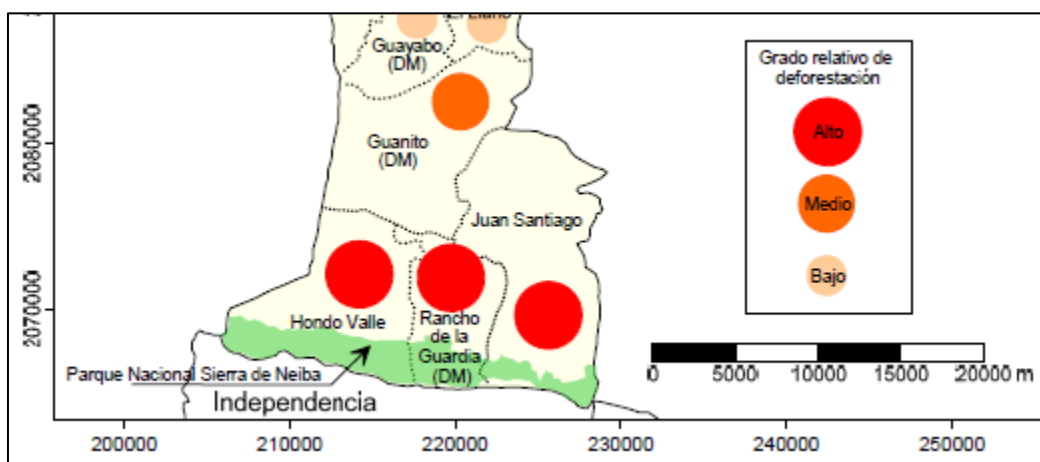 El Llano
Guayabo
(DM)
Guanito
(DM)
Juan Santiago
Hondo Valle
Rancho
de la
Guardia
(DM)
Parque Nacional Sierra de Neiba
Independencia
Grado relativo de
deforestación
Alto
Medio
Bajo
0 5000 10000 15000 20000 m
2080000
2070000
200000 210000 220000 230000 240000 250000